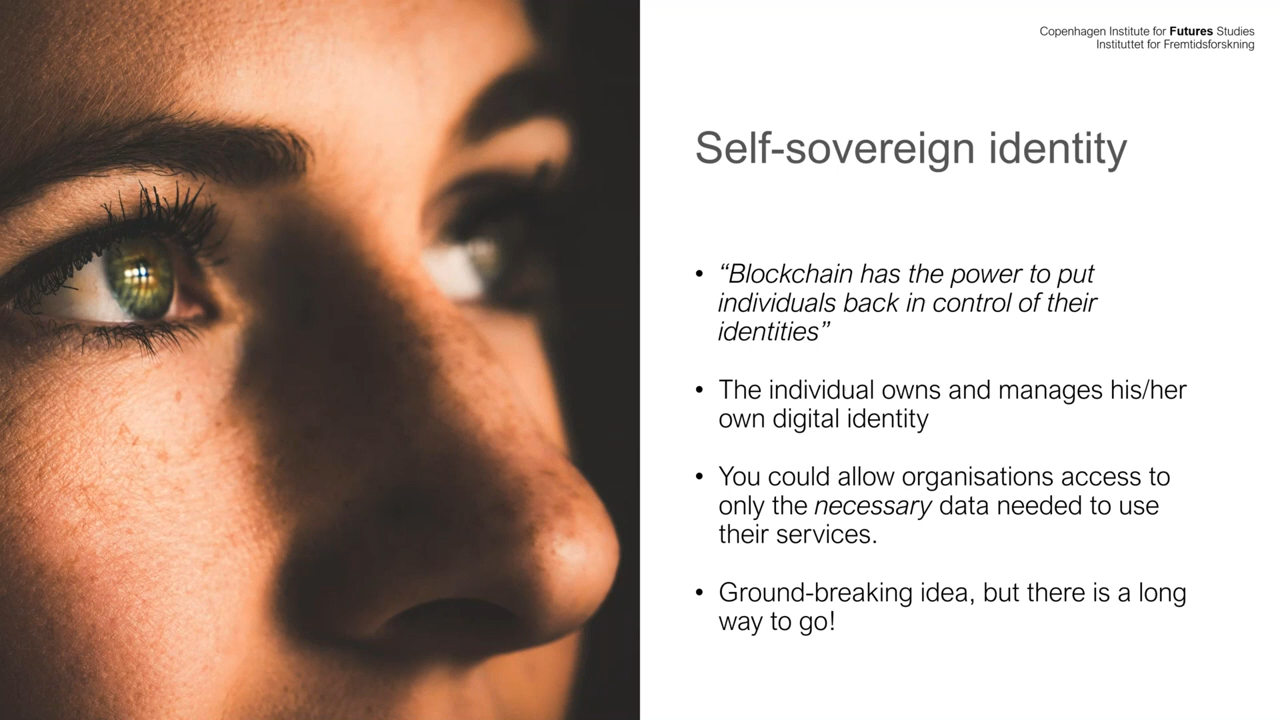 Copenhagen Institute for Futures Studies
Instituttet for Fremtidsforskning
Self-sovereign identity
• “Blockchain has the power to put
individuals back in control of their
identities”
• The individual owns and manages his/her
own digital identity
• You could allow organisations access to
only the necessary data needed to use
their services.
• Ground-breaking idea, but there is a long
way to go!